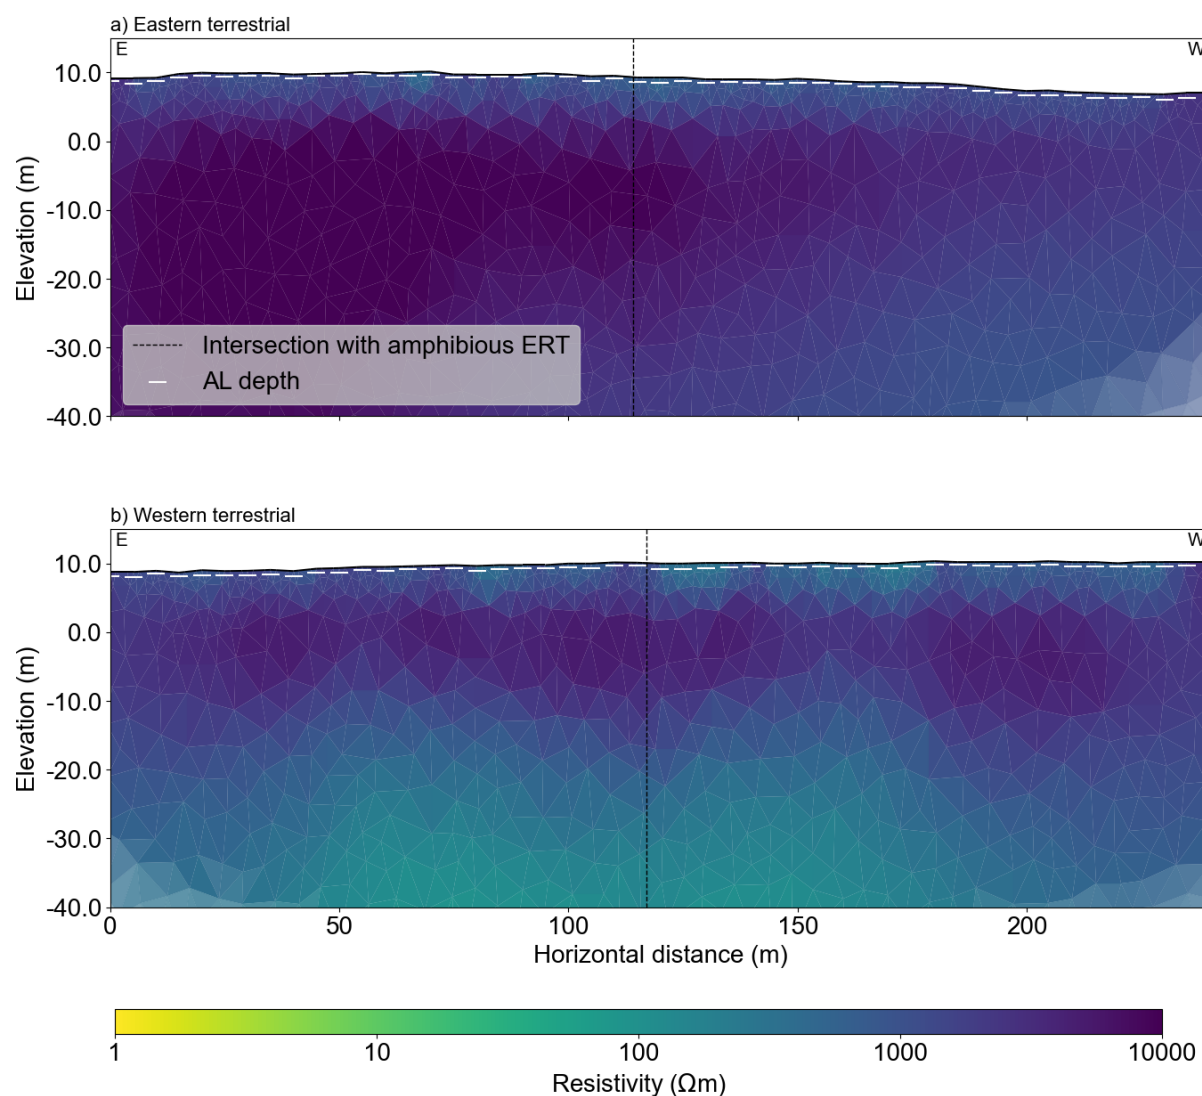 a) Eastern terrestrial
E W
10.0
0.0
-10.0
-20.0
-30.0
-40.0
Elevation (m)
Intersection with amphibious ERT
AL depth
b) Western terrestrial
E W
10.0
0.0
-10.0
-20.0
-30.0
-40.0
Elevation (m)
0 50 100 150 200
Horizontal distance (m)
1 10 100 1000 10000
Resistivity (Ωm)